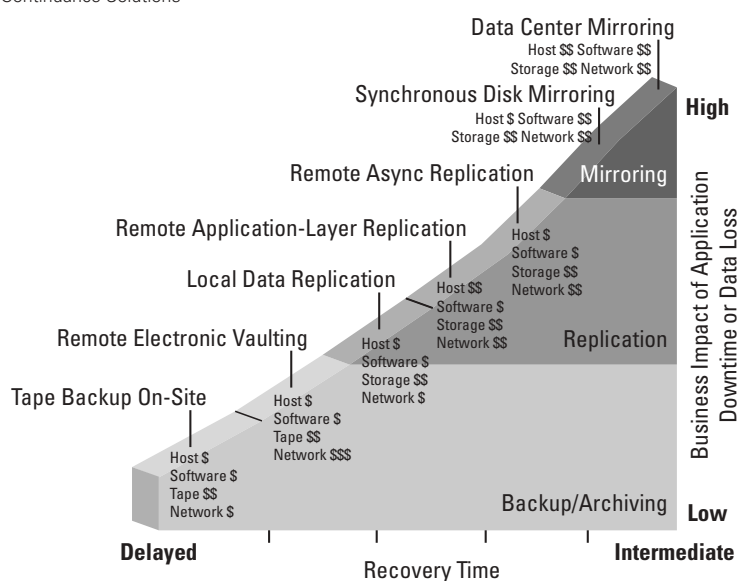 Continuance Solutions
Data Center Mirroring
Host $$ Software $$
Storage $$ Network $$
Synchronous Disk Mirroring
Host $ Software $$
Storage $$ Network $$
High
Mirroring
Remote Async Replication
Host $
Software $
Storage $$
Network $$
Remote Application-Layer Replication
Host $$
Software $
Storage $$
Network $$
Local Data Replication
Host $
Software $
Storage $$
Network $
Replication
Remote Electronic Vaulting
Host $
Software $
Tape $$
Network $$$
Tape Backup On-Site
Host $
Software $
Tape $$
Network $
Backup/Archiving
Business Impact of Application
Downtime or Data Loss
Low
Delayed
Intermediate
Recovery Time